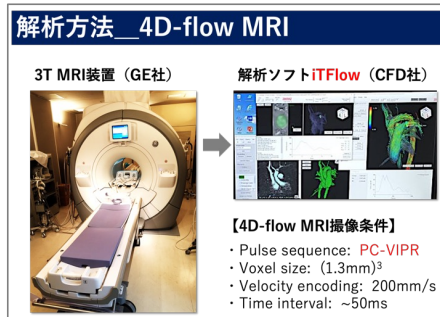 解析方法__4D-flow MRI
3T MRI装置（GE社）
解析ソフトiTFlow（CFD社）
【4D-flow MRI撮像条件】
・Pulse sequence: PC-VIPR
・Voxel size: (1.3mm)³
・Velocity encoding: 200mm/s
・Time interval: ~50ms